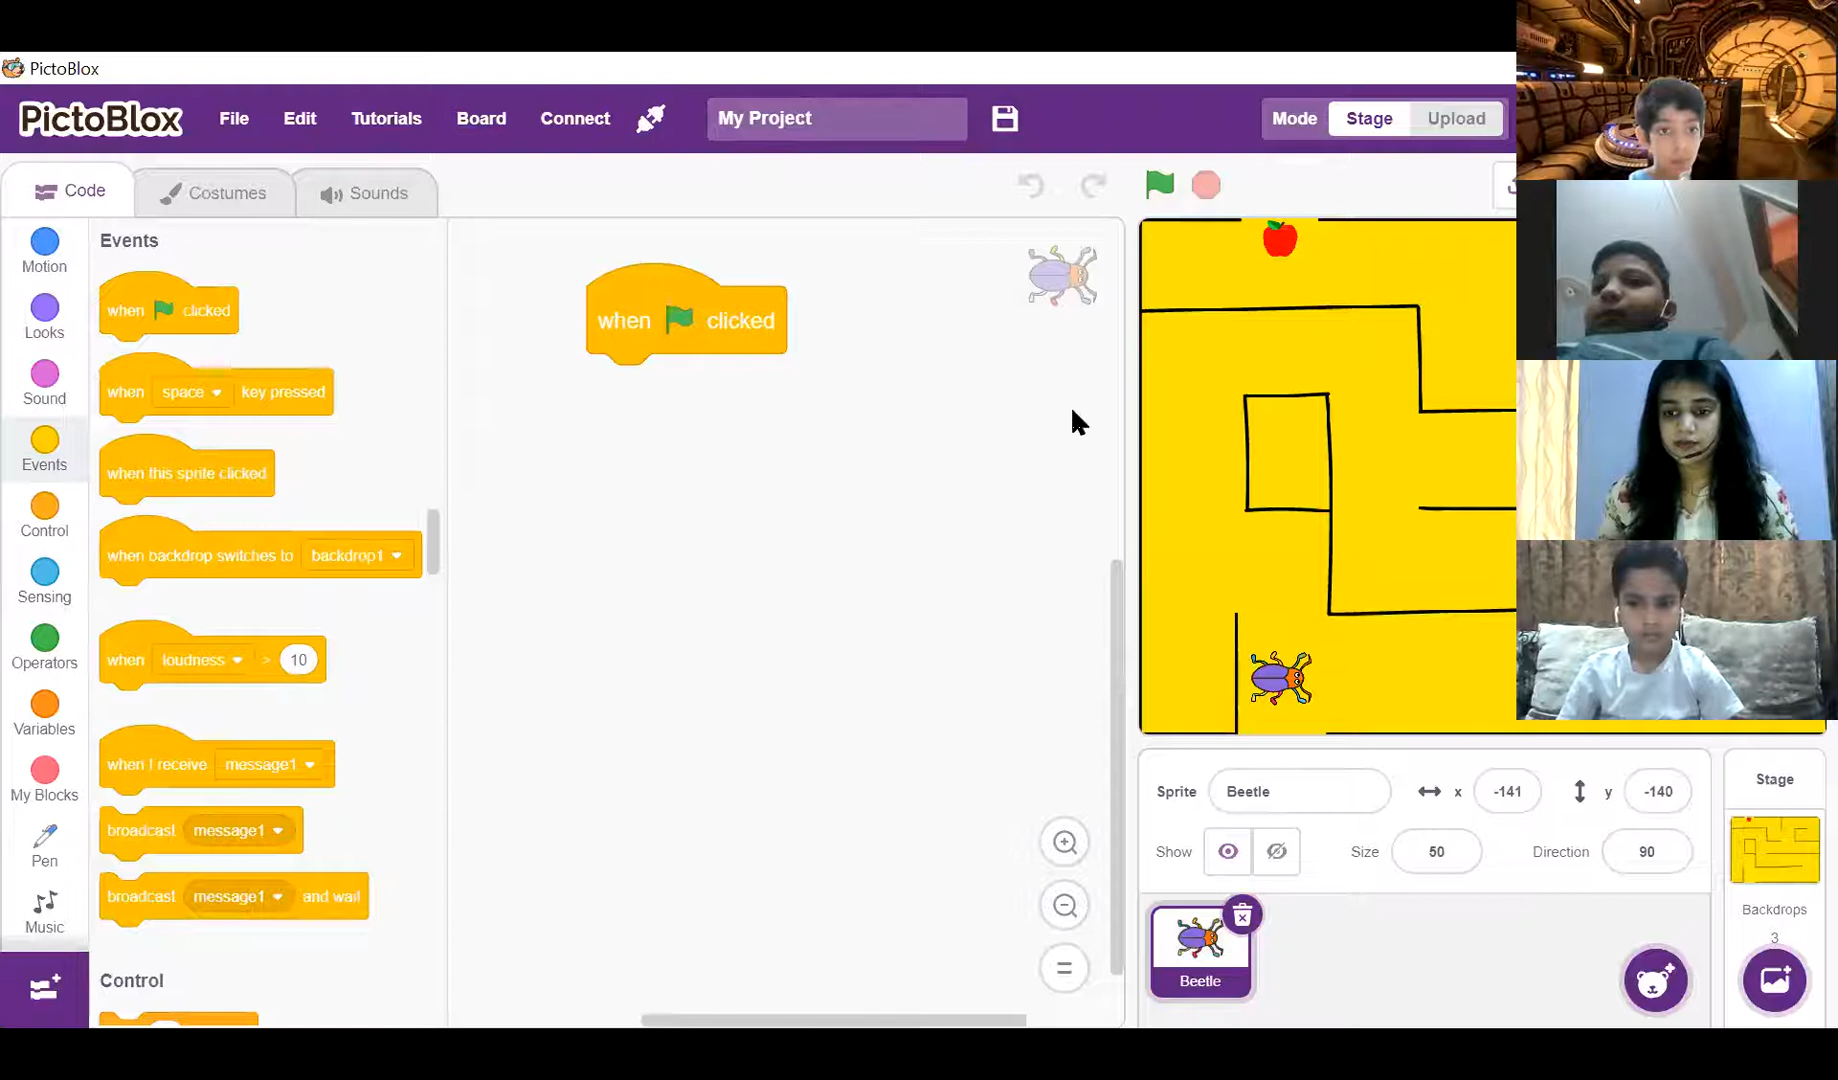 PictoBlox
PictoBlox File Edit Tutorials Board Connect My Project Mode Stage Upload
Code Costumes Sounds
Motion
Looks
Sound
Events
Control
Sensing
Operators
Variables
My Blocks
Pen
Music
Events
when clicked
when space key pressed
when this sprite clicked
when backdrop switches to backdrop1
when loudness > 10
when I receive message1
broadcast message1
broadcast message1 and wait
Control
when clicked
Sprite Beetle x -141 y -140
Show Size 50 Direction 90
Beetle
Stage
Backdrops
3